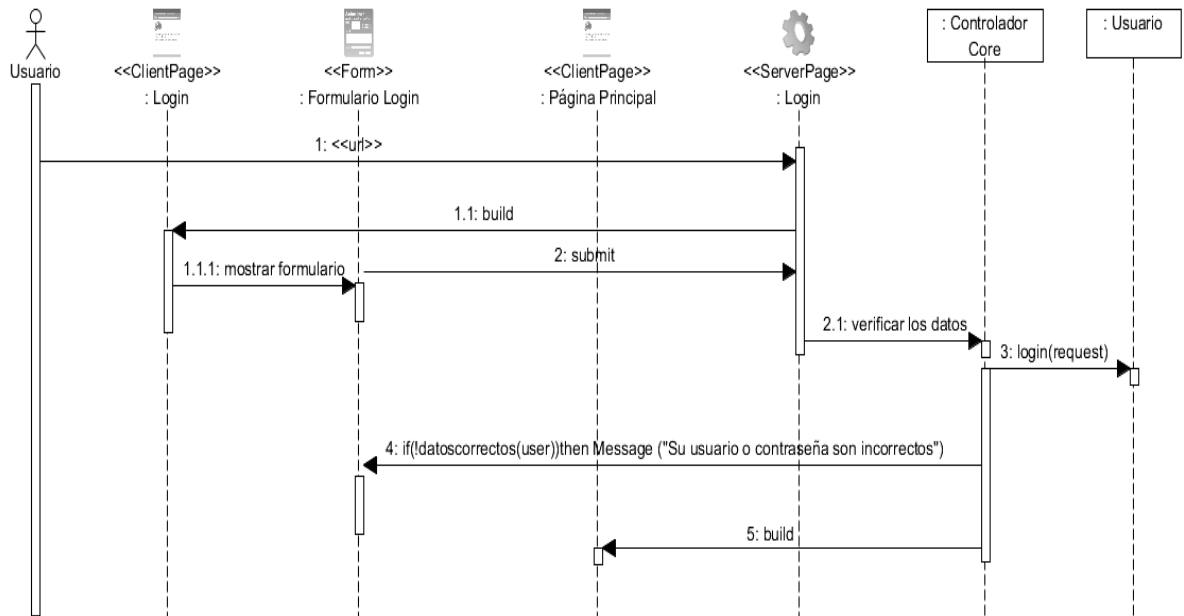 Usuario
<<ClientPage>>
: Login
<<Form>>
: Formulario Login
<<ClientPage>>
: Página Principal
<<ServerPage>>
: Login
: Controlador
Core
: Usuario
1: <<url>>
1.1: build
1.1.1: mostrar formulario
2: submit
2.1: verificar los datos
3: login(request)
4: if(!datoscorrectos(user))then Message ("Su usuario o contraseña son incorrectos")
5: build